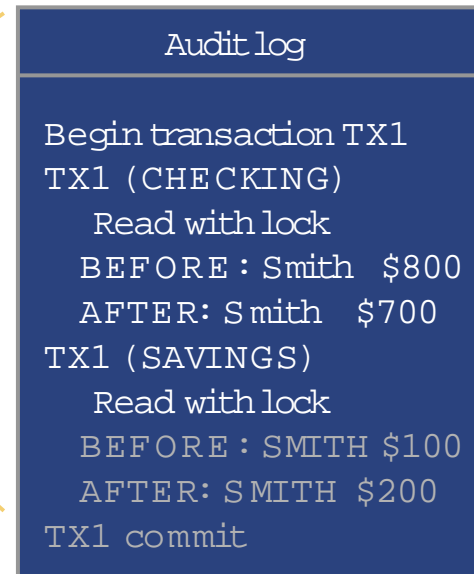 Audit log
Begin transaction TX1
TX1 (CHECKING)
Read with lock
BEFORE: Smith $800
AFTER: Smith $700
TX1 (SAVINGS)
Read with lock
BEFORE: SMITH $100
AFTER: SMITH $200
TX1 commit